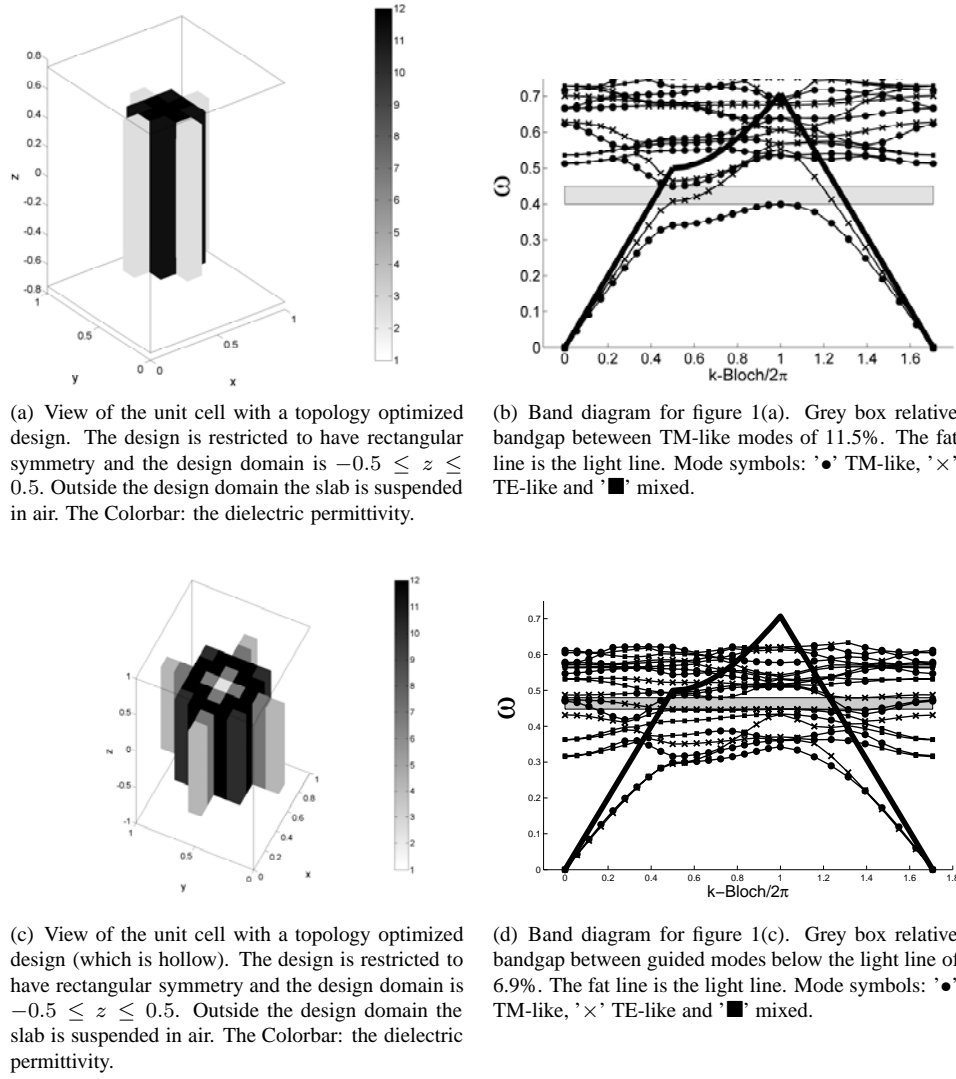 0.8
0.6
0.4
0.2
0
-0.2
-0.4
-0.6
-0.8
z
1
0.5
0 0
0.5
1
y
x
12
11
10
9
8
7
6
5
4
3
2
1
0.7
0.6
0.5
0.4
0.3
0.2
0.1
0
ω
0 0.2 0.4 0.6 0.8 1 1.2 1.4 1.6
k-Bloch/2π
(a) View of the unit cell with a topology optimized
design. The design is restricted to have rectangular
symmetry and the design domain is −0.5 ≤ z ≤
0.5. Outside the design domain the slab is suspended
in air. The Colorbar: the dielectric permittivity.
(b) Band diagram for figure 1(a). Grey box relative
bandgap beteween TM-like modes of 11.5%. The fat
line is the light line. Mode symbols: '●' TM-like, '×'
TE-like and '■' mixed.
1
0.5
0
-0.5
-1
z
1
0.5
0 0
0.2
0.4
0.6
0.8
1
y
x
12
11
10
9
8
7
6
5
4
3
2
1
0.7
0.6
0.5
0.4
0.3
0.2
0.1
0
ω
0 0.2 0.4 0.6 0.8 1 1.2 1.4 1.6 1.8
k−Bloch/2π
(c) View of the unit cell with a topology optimized
design (which is hollow). The design is restricted to
have rectangular symmetry and the design domain is
−0.5 ≤ z ≤ 0.5. Outside the design domain the
slab is suspended in air. The Colorbar: the dielectric
permittivity.
(d) Band diagram for figure 1(c). Grey box relative
bandgap between guided modes below the light line of
6.9%. The fat line is the light line. Mode symbols: '●'
TM-like, '×' TE-like and '■' mixed.